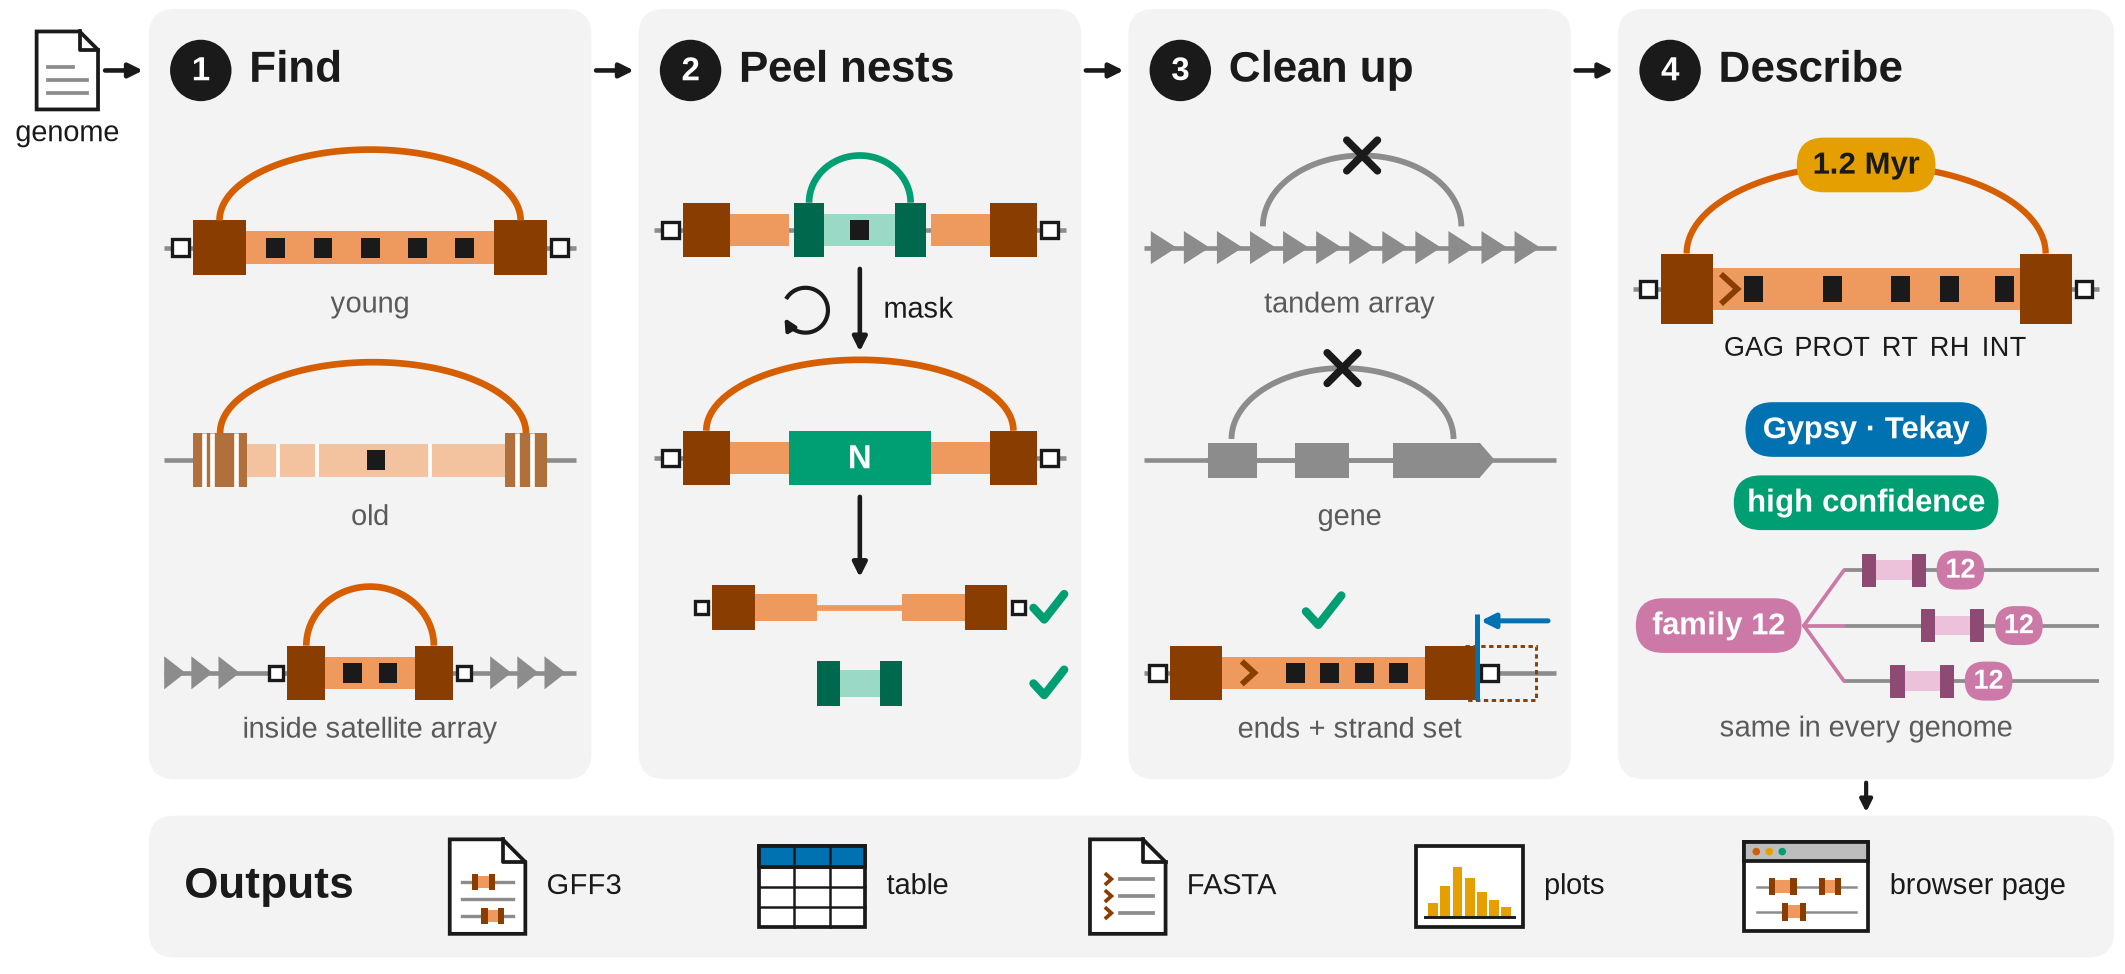 genome
1 Find
young
old
inside satellite array
2 Peel nests
mask
N
3 Clean up
tandem array
gene
ends + strand set
4 Describe
1.2 Myr
GAG PROT RT RH INT
Gypsy · Tekay
high confidence
12
family 12
12
12
same in every genome
Outputs
GFF3
table
FASTA
plots
browser page